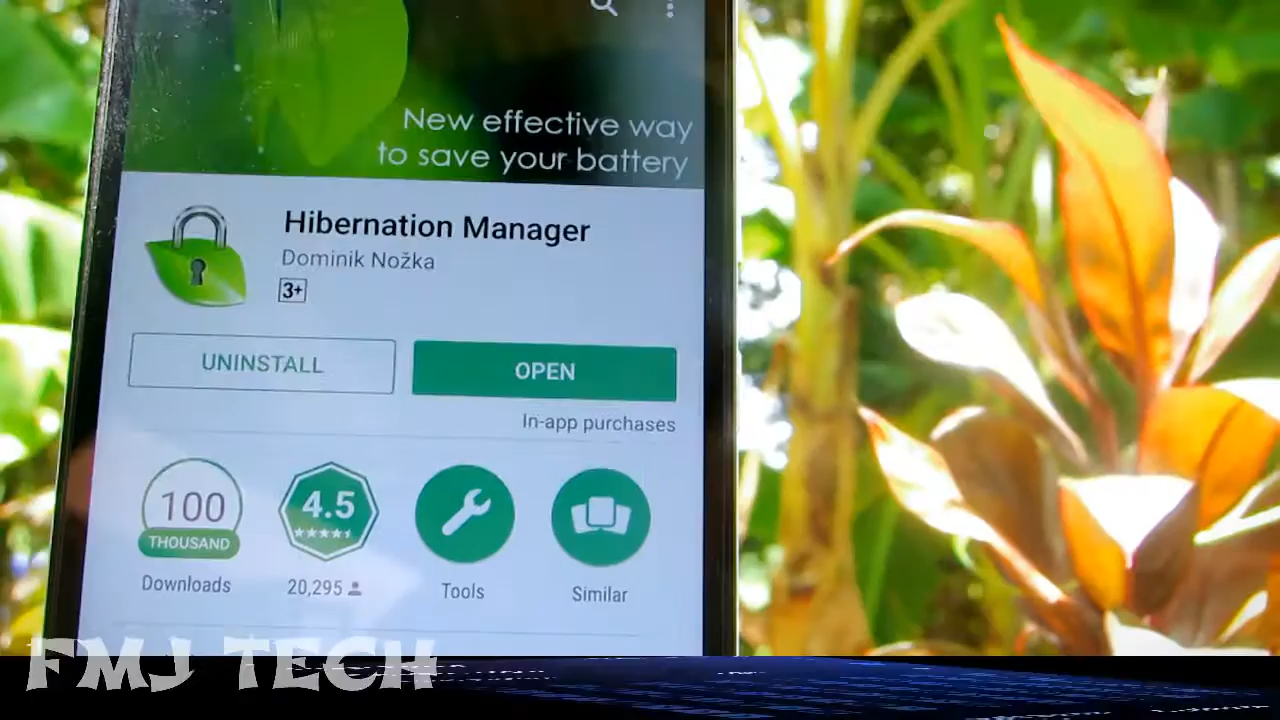 New effective way
to save your battery
Hibernation Manager
Dominik Nožka
3+
UNINSTALL
OPEN
In-app purchases
100
THOUSAND
4.5
Downloads
20,295
Tools
Similar
FMJ TECH